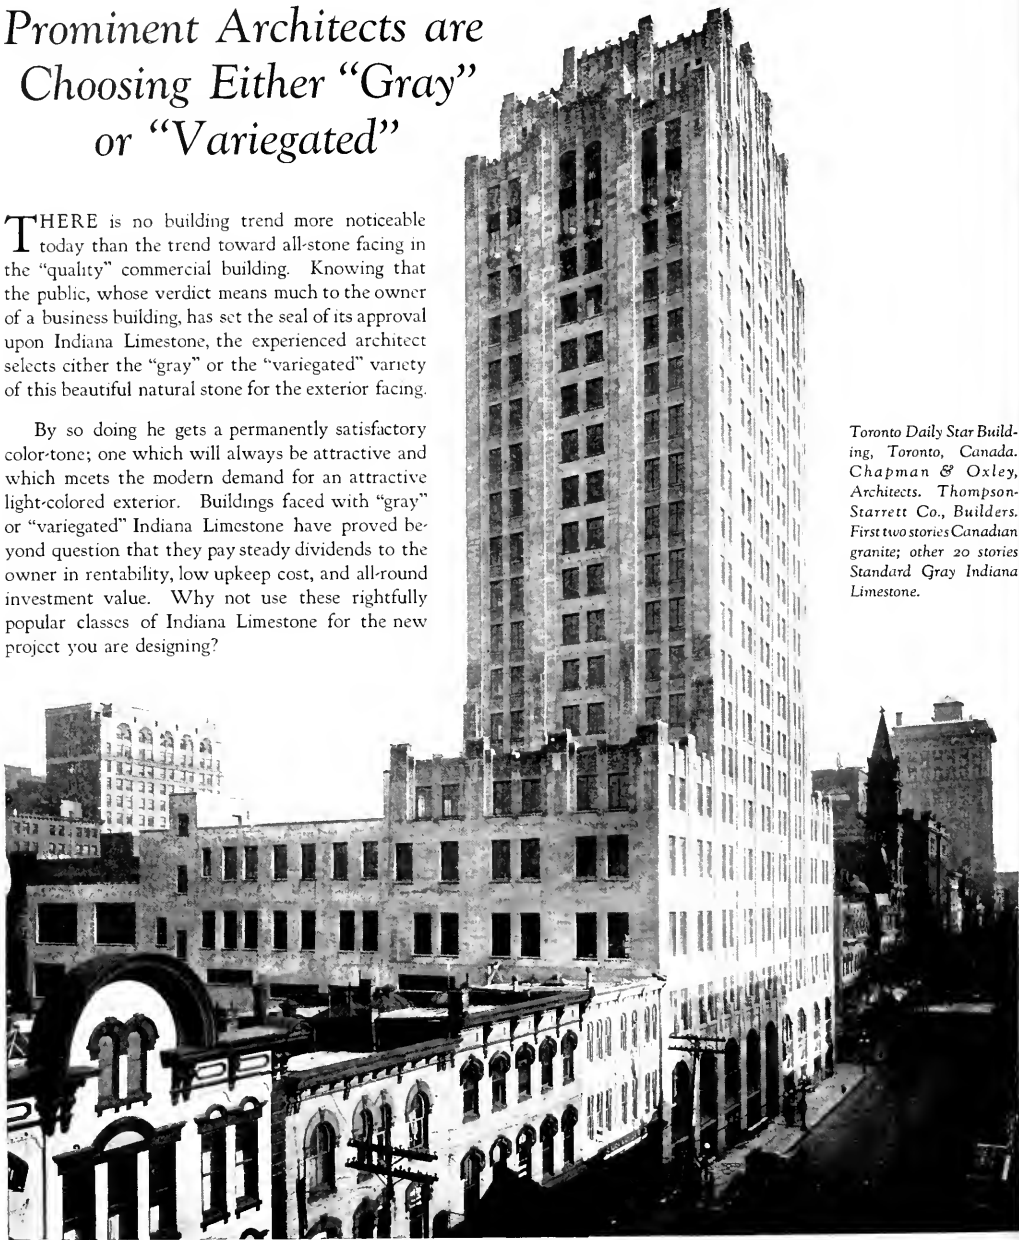 Prominent Architects are
Choosing Either “Gray”
or “Variegated”
THERE is no building trend more noticeable
today than the trend toward all-stone facing in
the “quality” commercial building. Knowing that
the public, whose verdict means much to the owner
of a business building, has set the seal of its approval
upon Indiana Limestone, the experienced architect
selects either the “gray” or the “variegated” variety
of this beautiful natural stone for the exterior facing.
By so doing he gets a permanently satisfactory
color-tone; one which will always be attractive and
which meets the modern demand for an attractive
light-colored exterior. Buildings faced with “gray”
or “variegated” Indiana Limestone have proved be-
yond question that they pay steady dividends to the
owner in rentability, low upkeep cost, and all-round
investment value. Why not use these rightfully
popular classes of Indiana Limestone for the new
project you are designing?
Toronto Daily Star Build-
ing, Toronto, Canada.
Chapman & Oxley,
Architects. Thompson-
Starrett Co., Builders.
First two stories Canadian
granite; other 20 stories
Standard Gray Indiana
Limestone.